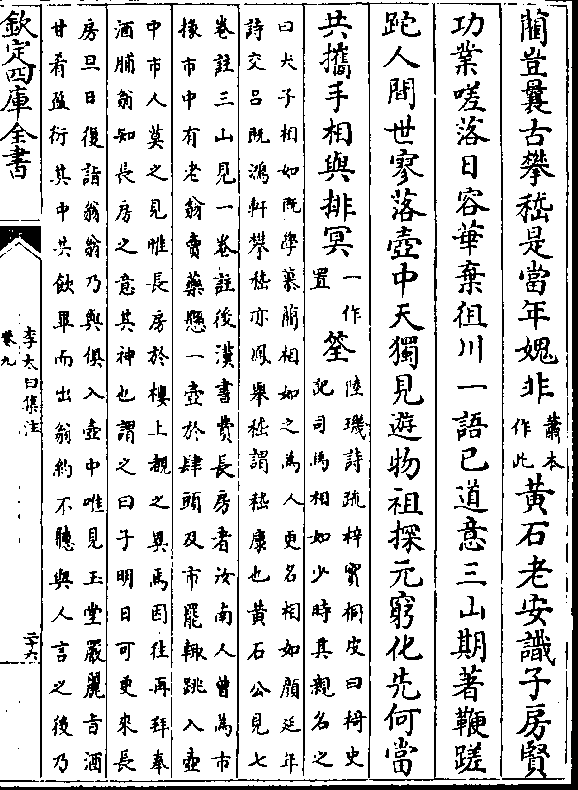 藺豈曩古攀嵇是當年媿非蕭本作此黃石老安識子房賢
功業嗟落日容華棄徂川一語已道意三山期著鞭蹉
跎人間世寥落壺中天獨見遊物祖探元窮化先何當
共攜手相與排冥一作置筌陸璣詩疏梓實桐皮曰椅史記司馬相如少時其親名之
曰犬子相如既學慕藺相如之為人更名相如顏延年
詩交呂既鴻軒攀嵇亦鳳舉嵇謂嵇康也黃石公見七
卷註三山見一卷註後漢書費長房者汝南人曾為市
掾市中有老翁賣藥懸一壺於肆頭及市罷輒跳入壺
中市人莫之見惟長房於樓上覩之異焉因往再拜奉
酒脯翁知長房之意其神也謂之曰子明日可更來長
房旦日復詣翁翁乃與俱入壺中唯見玉堂嚴麗旨酒
甘肴盈衍其中共飲畢而出翁約不聽與人言之後乃
欽定四庫全書
李太白集注
卷九
二十六